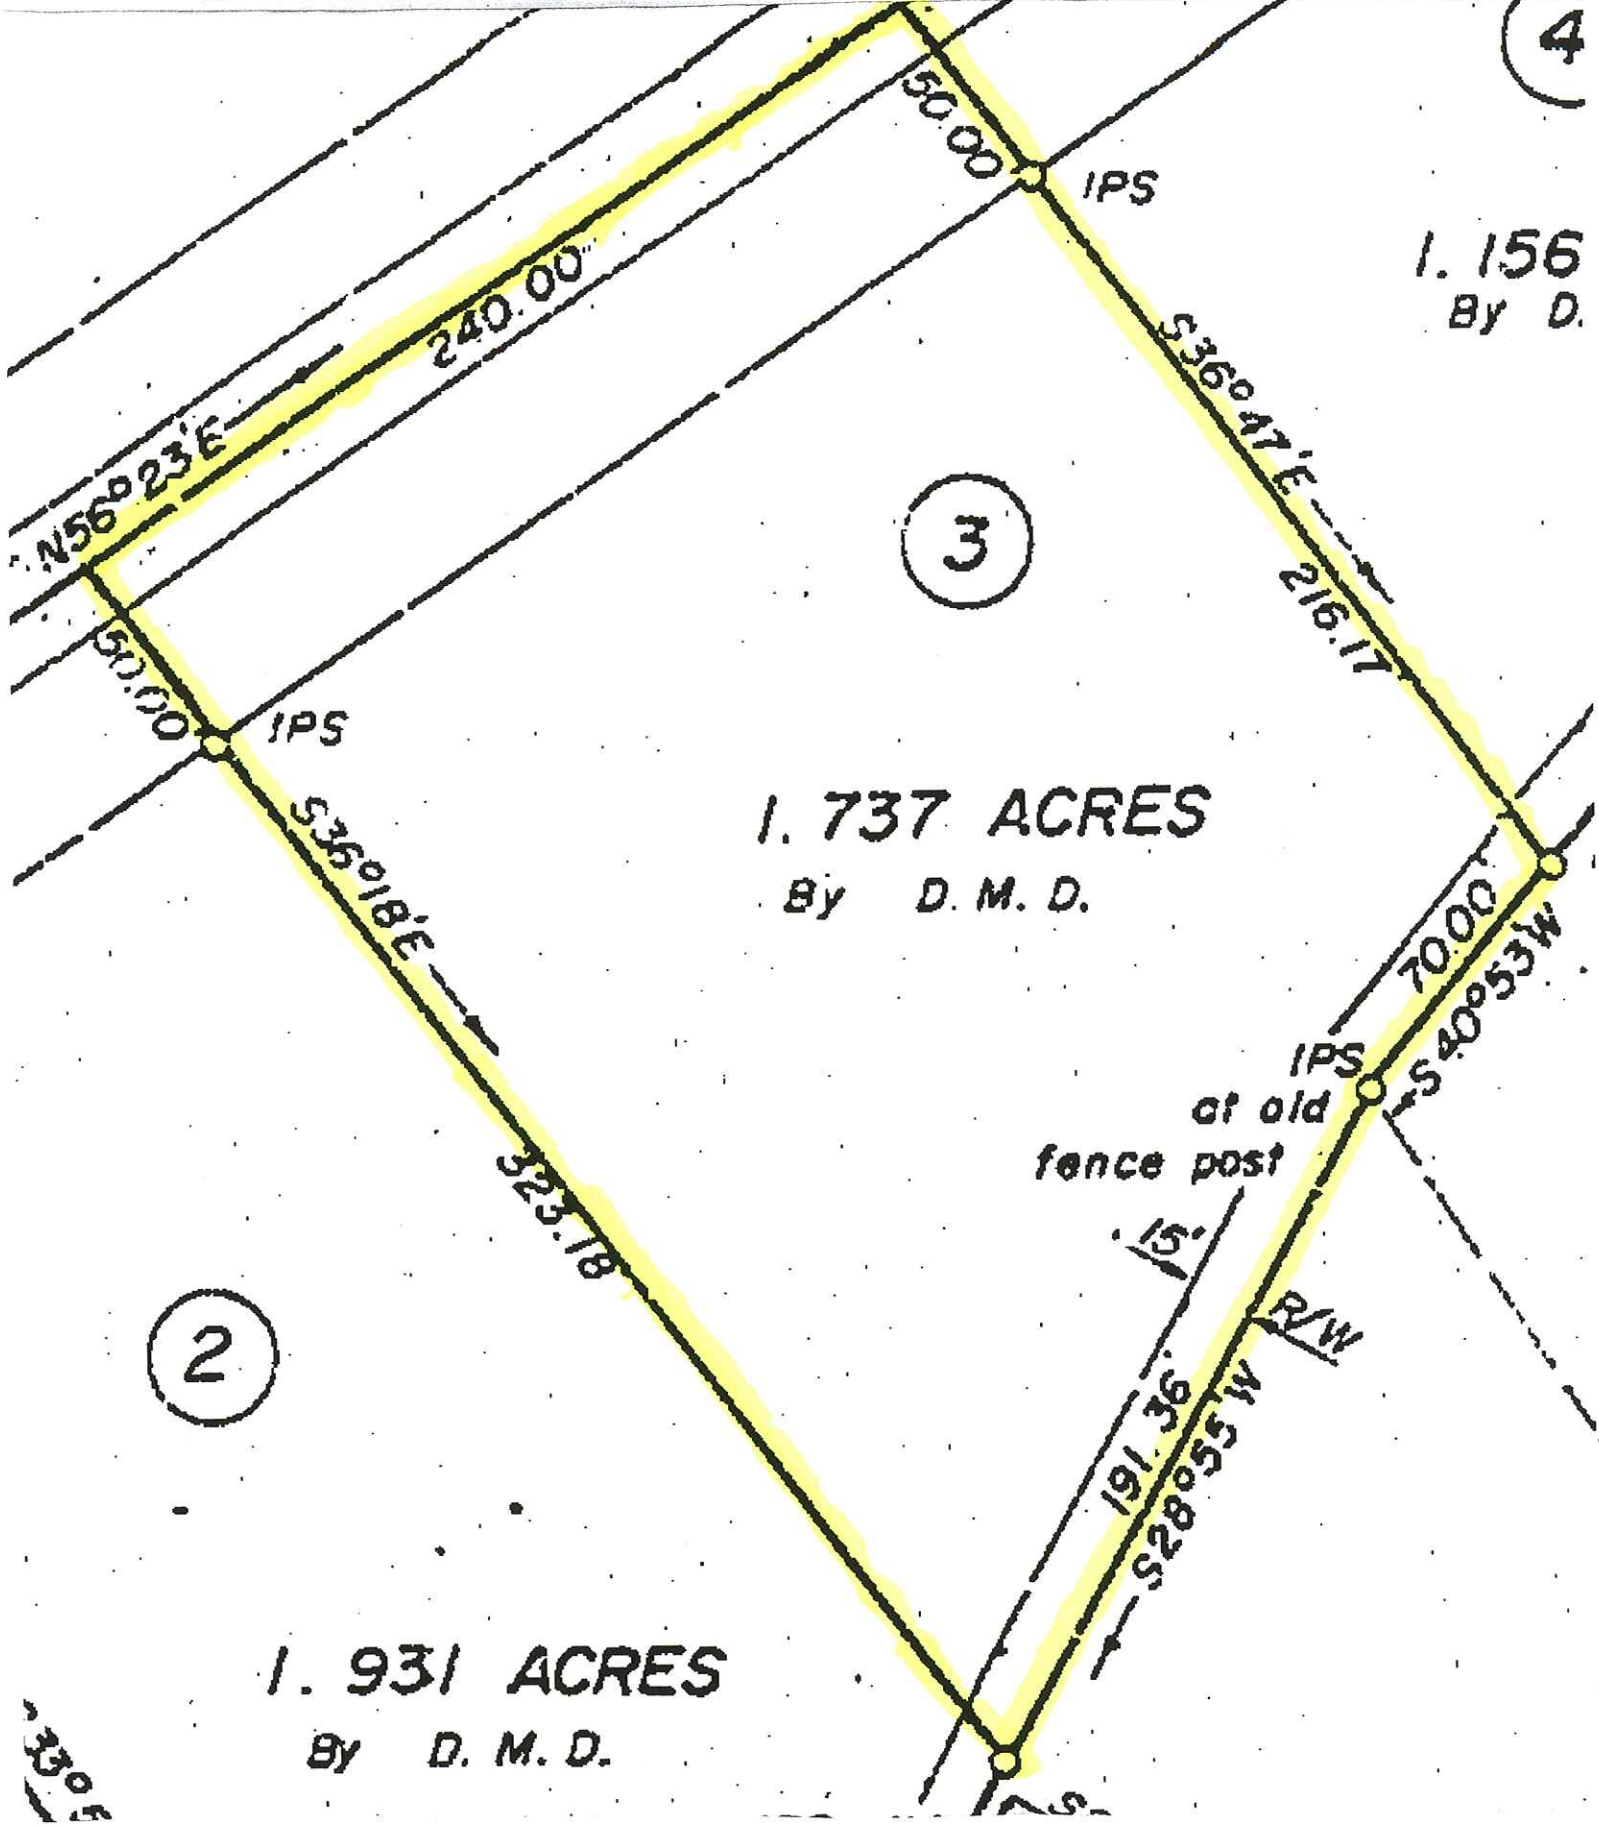 4
50.00
IPS
1.156
By D.
240.00"
S36°47'E
N56°23'E
3
216.17
50.00
IPS
1.737 ACRES
By D. M. D.
S36°18'E
70.00
S40°53'W
IPS
at old
fence post
323.18
15'
R/W
2
191.36
S28°55'W
1.931 ACRES
By D. M. D.